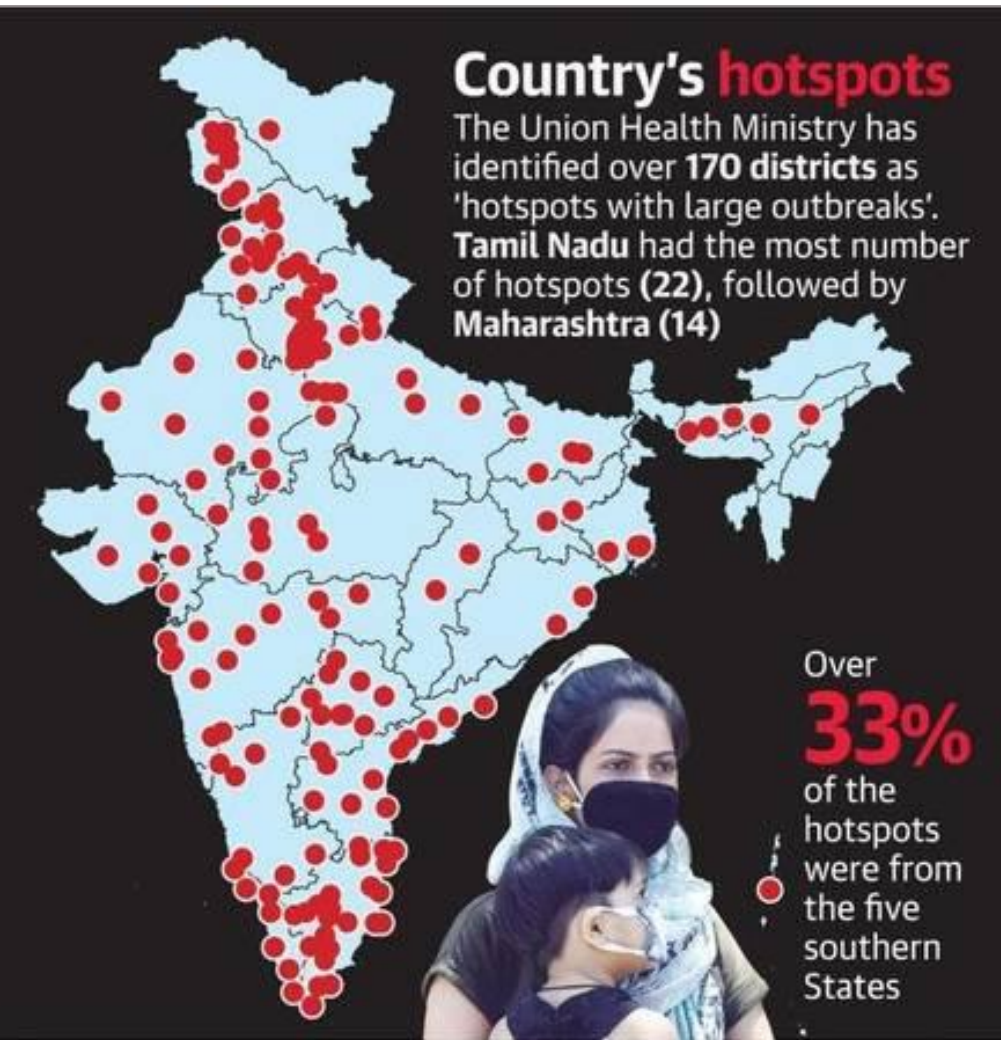 Country's hotspots
The Union Health Ministry has
identified over 170 districts as
'hotspots with large outbreaks'.
Tamil Nadu had the most number
of hotspots (22), followed by
Maharashtra (14)
Over
33%
of the
hotspots
were from
the five
southern
States